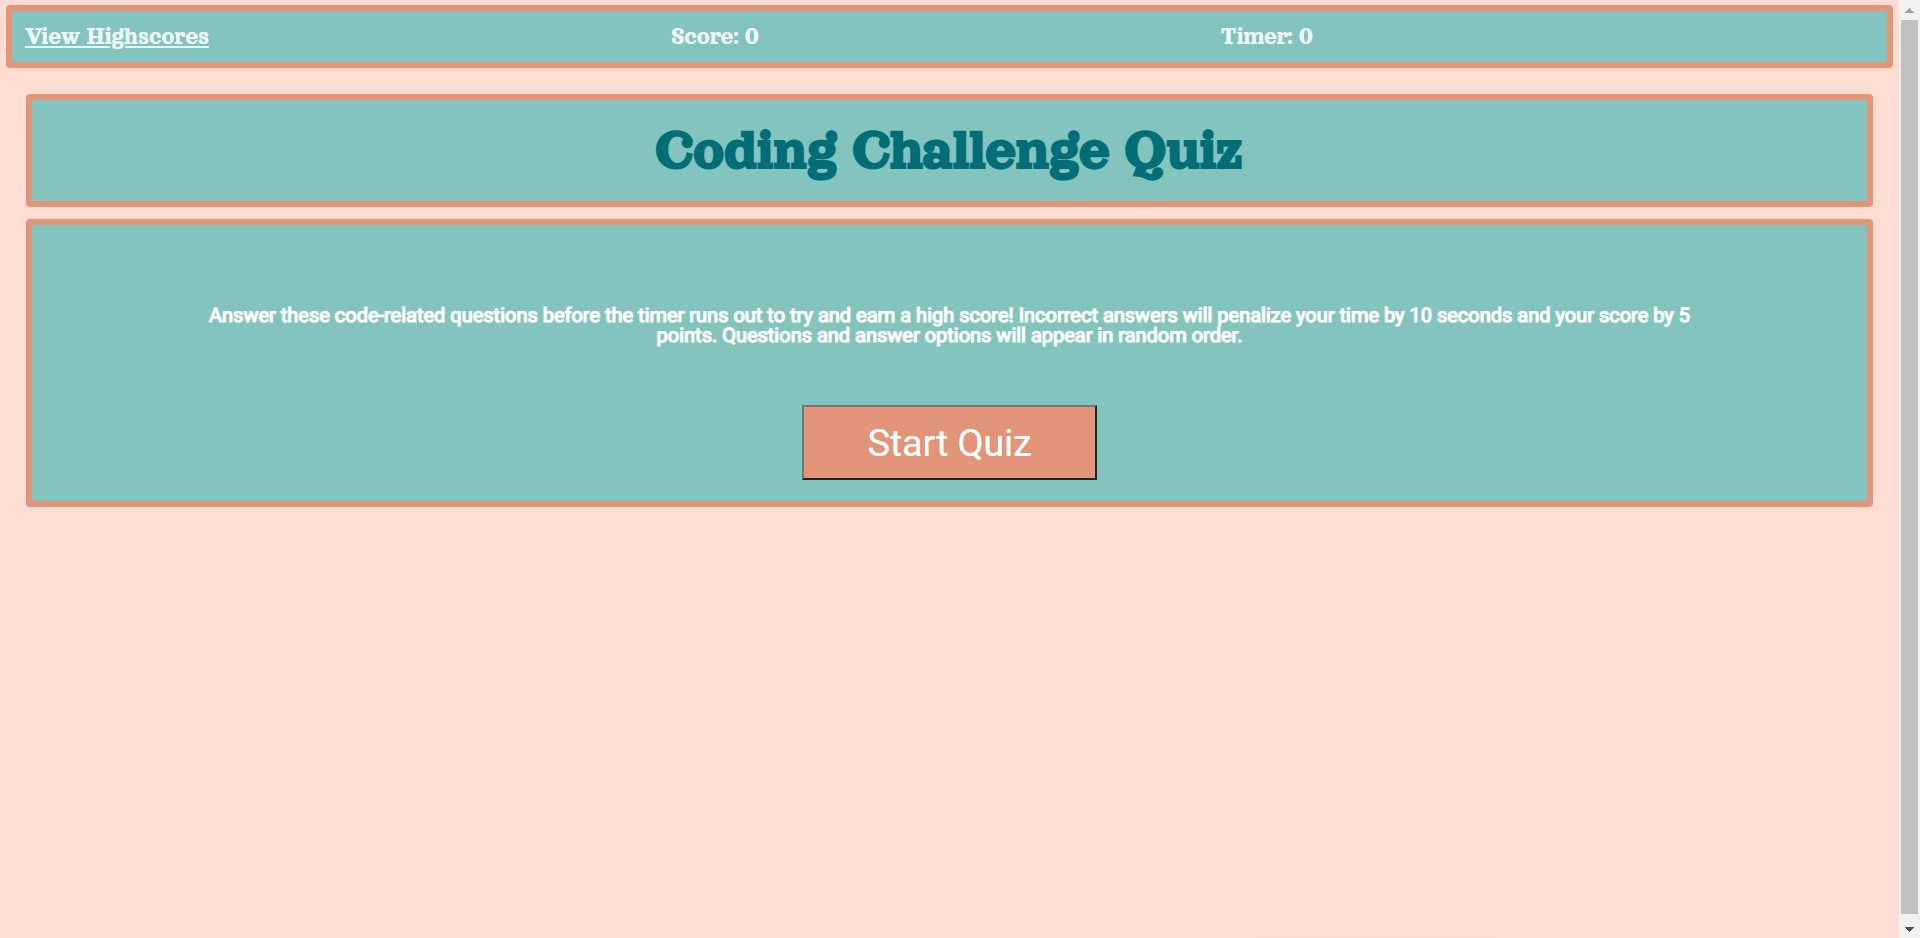 View Highscores
Score: 0
Timer: 0
Coding Challenge Quiz
Answer these code-related questions before the timer runs out to try and earn a high score! Incorrect answers will penalize your time by 10 seconds and your score by 5
points. Questions and answer options will appear in random order.
Start Quiz